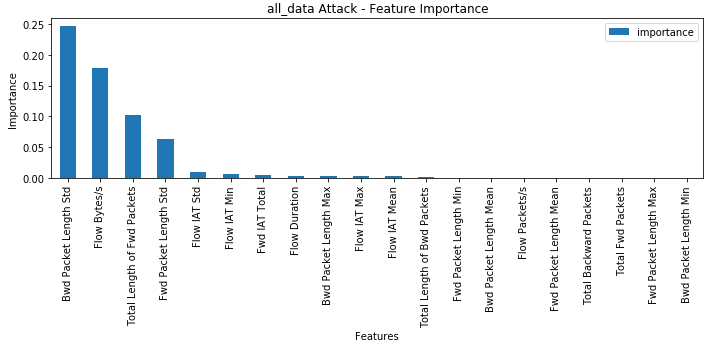 all_data Attack - Feature Importance
importance
Importance
0.25
0.20
0.15
0.10
0.05
0.00
Bwd Packet Length Std
Flow Bytes/s
Total Length of Fwd Packets
Fwd Packet Length Std
Flow IAT Std
Flow IAT Min
Fwd IAT Total
Flow Duration
Bwd Packet Length Max
Flow IAT Max
Flow IAT Mean
Total Length of Bwd Packets
Fwd Packet Length Min
Bwd Packet Length Mean
Flow Packets/s
Fwd Packet Length Mean
Total Backward Packets
Total Fwd Packets
Fwd Packet Length Max
Bwd Packet Length Min
Features